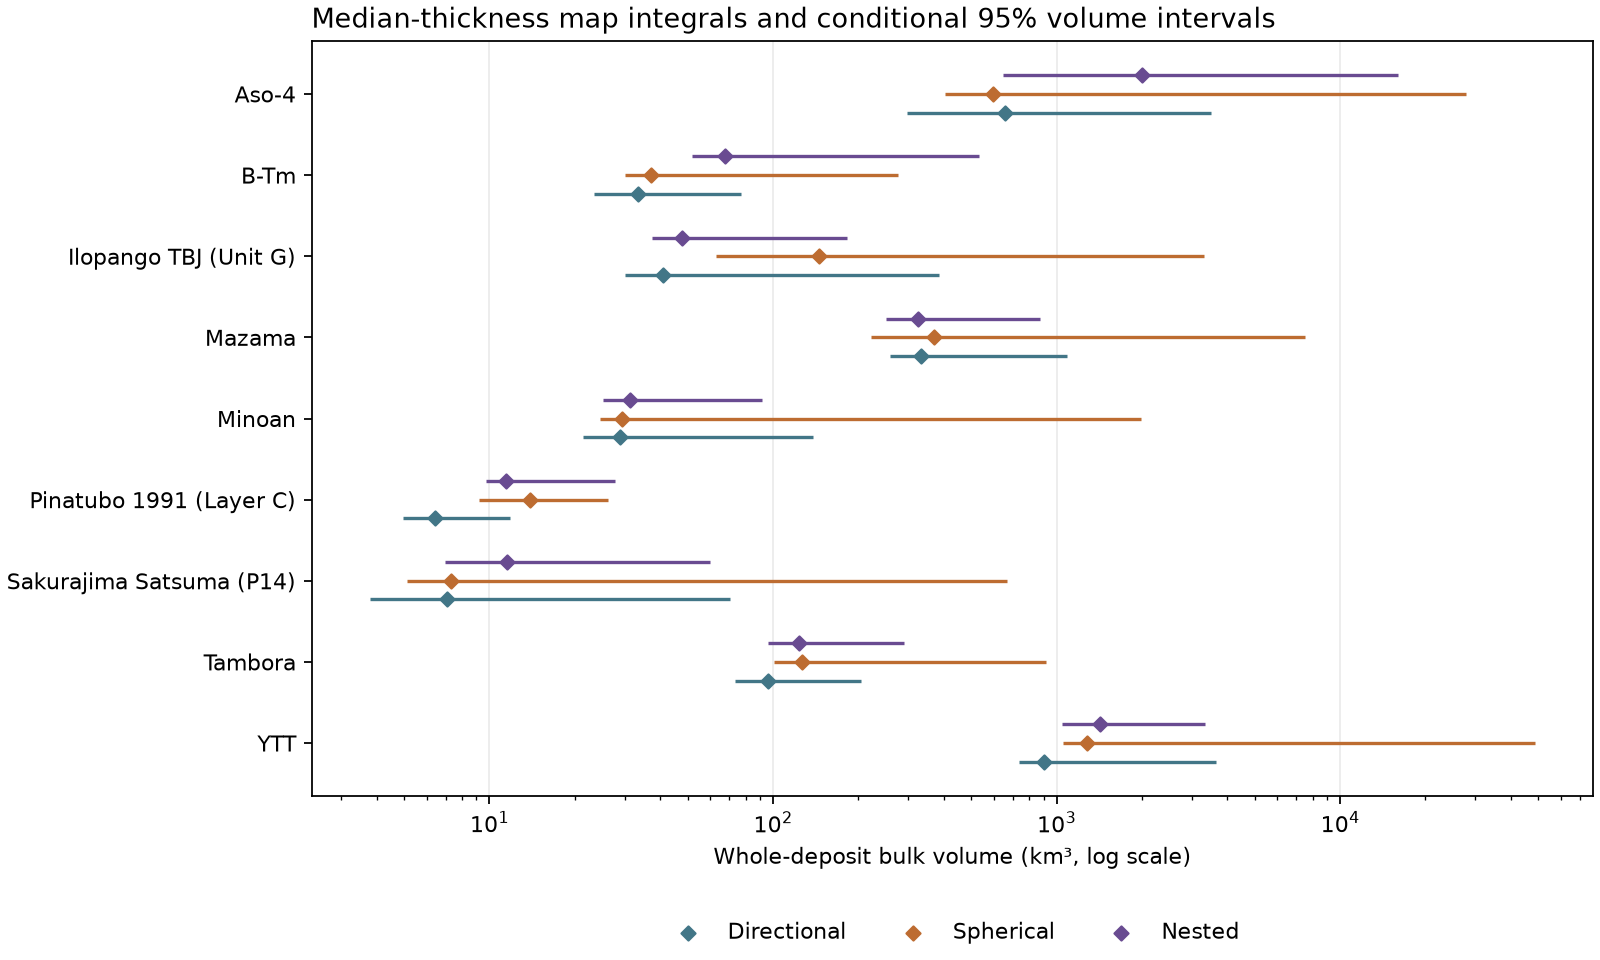 Median-thickness map integrals and conditional 95% volume intervals
Aso-4
B-Tm
Ilopango TBJ (Unit G)
Mazama
Minoan
Pinatubo 1991 (Layer C)
Sakurajima Satsuma (P14)
Tambora
YTT
10¹ 10² 10³ 10⁴
Whole-deposit bulk volume (km³, log scale)
Directional Spherical Nested